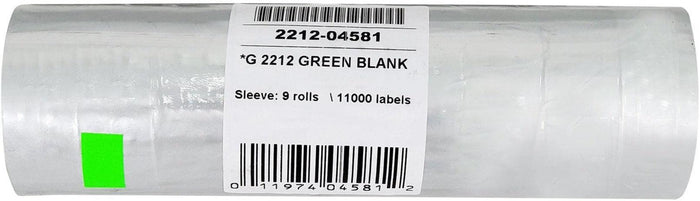 2212-04581
*G 2212 GREEN BLANK
Sleeve: 9 rolls \ 11000 labels
0 11974 04581 2